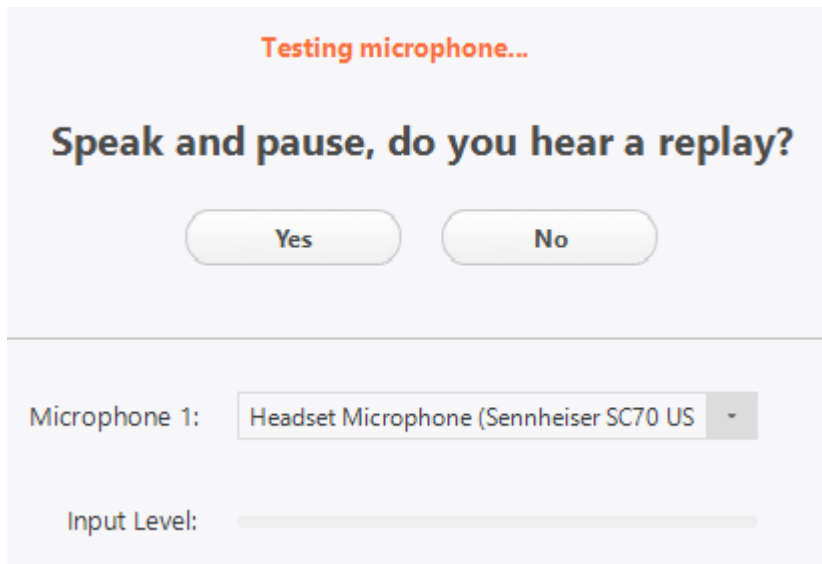 Testing microphone...
Speak and pause, do you hear a replay?
Yes No
Microphone 1: Headset Microphone (Sennheiser SC70 US
Input Level: